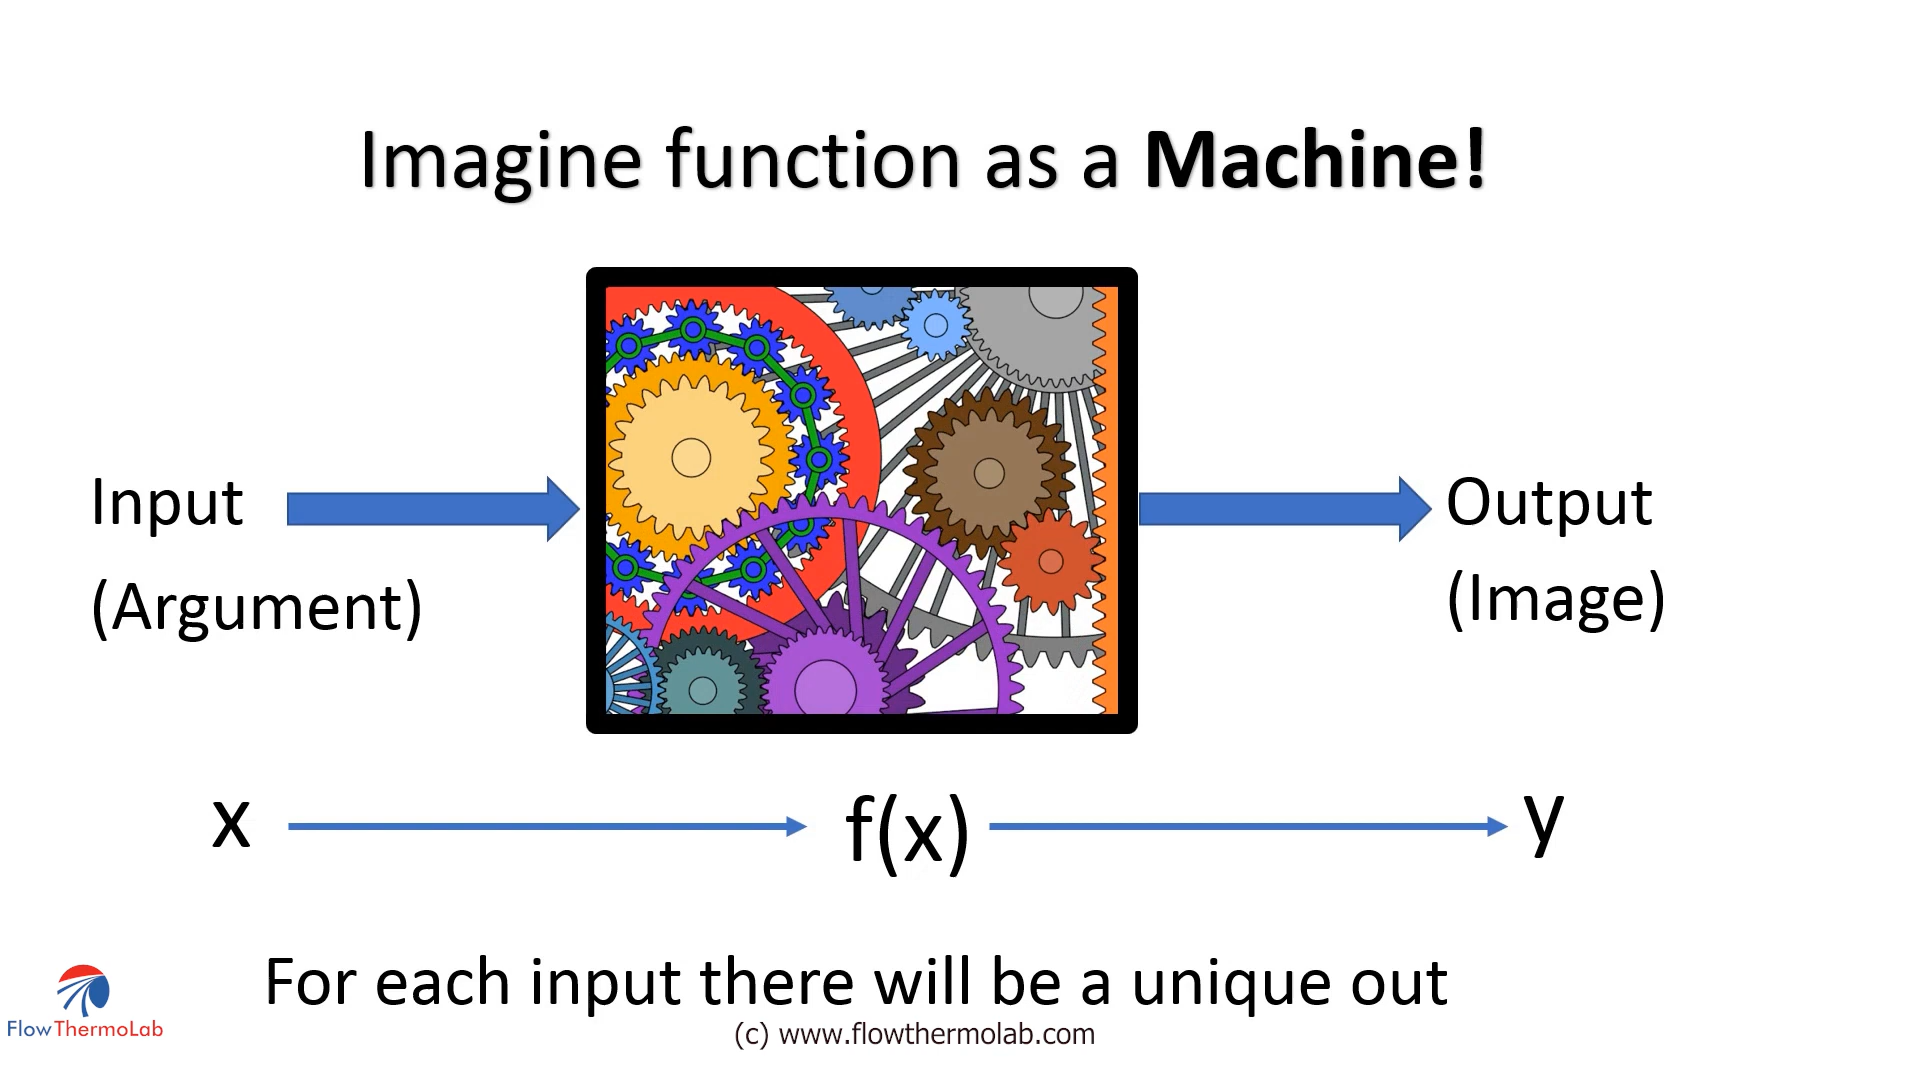 Imagine function as a Machine!
Input
(Argument)
Output
(Image)
x
f(x)
y
For each input there will be a unique out
FlowThermoLab
(c) www.flowthermolab.com